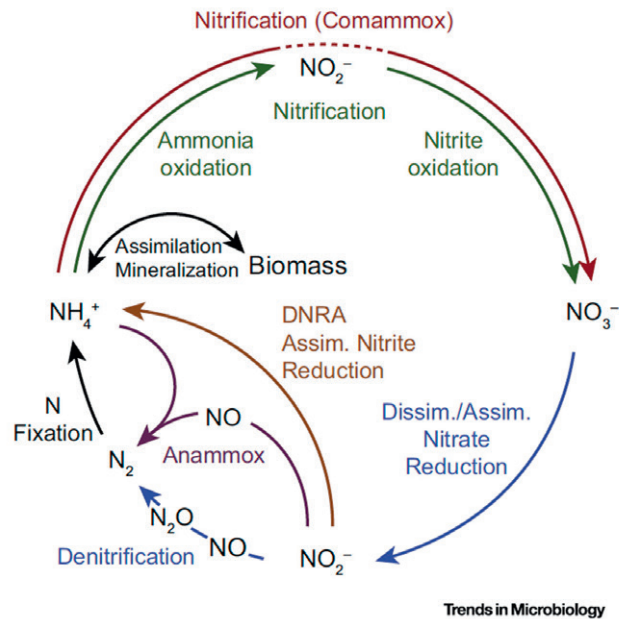 Nitrification (Comammox)
NO₂⁻
Nitrification
Ammonia
oxidation
Nitrite
oxidation
Assimilation
Mineralization
Biomass
NH₄⁺
NO₃⁻
DNRA
Assim. Nitrite
Reduction
Dissim./Assim.
Nitrate
Reduction
N
Fixation
NO
N₂
Anammox
N₂O
NO
Denitrification
NO₂⁻
Trends in Microbiology